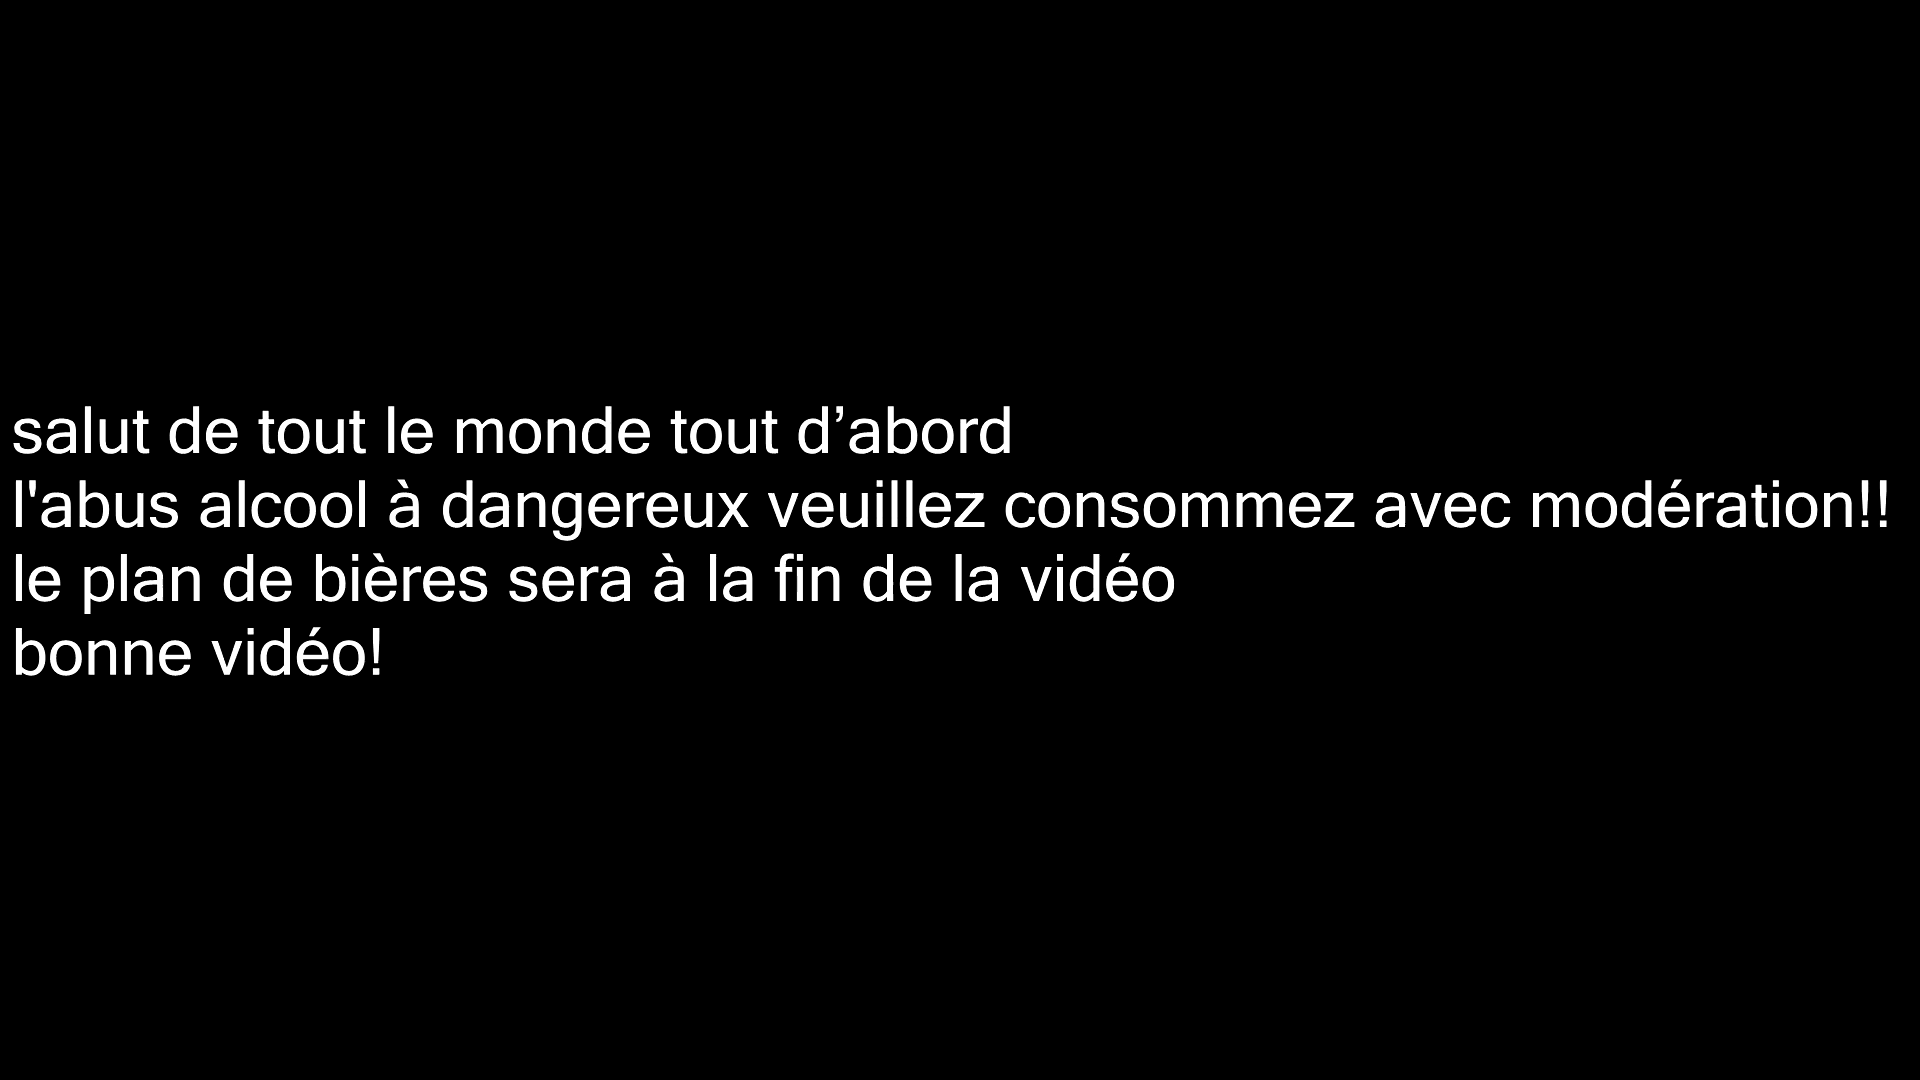 salut de tout le monde tout d’abord
l'abus alcool à dangereux veuillez consommez avec modération!!
le plan de bières sera à la fin de la vidéo
bonne vidéo!